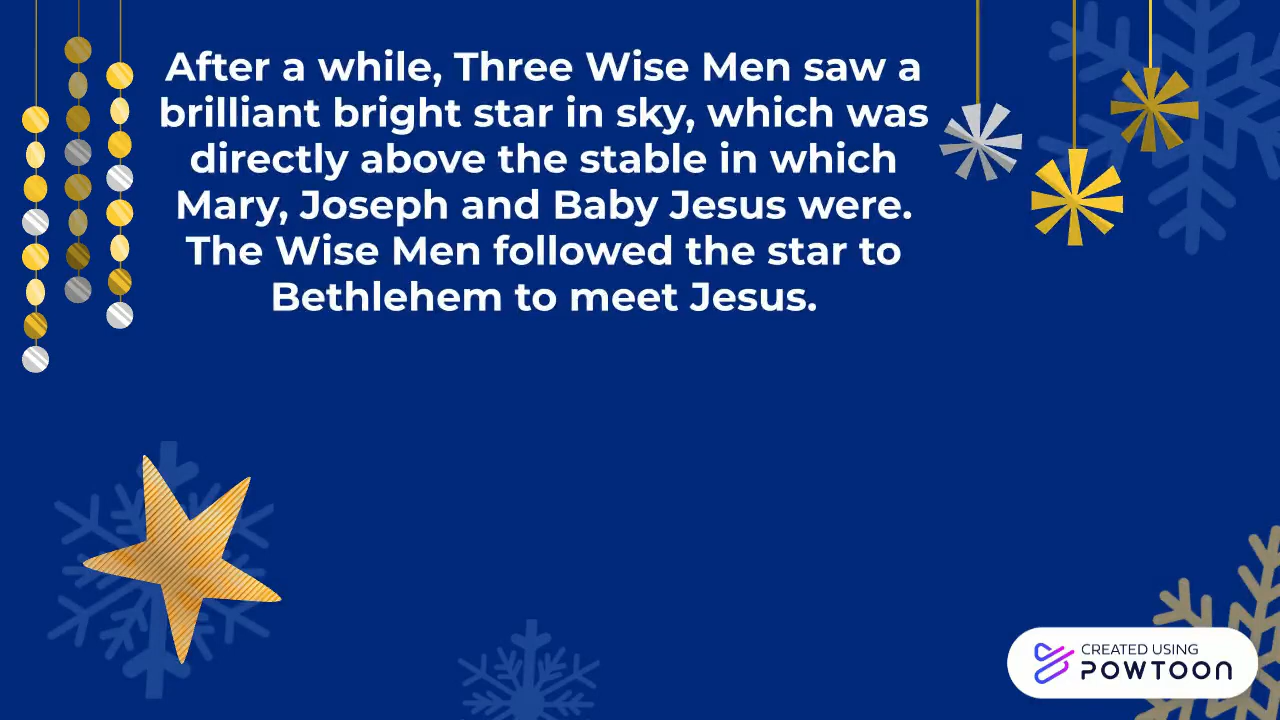 After a while, Three Wise Men saw a
brilliant bright star in sky, which was
directly above the stable in which
Mary, Joseph and Baby Jesus were.
The Wise Men followed the star to
Bethlehem to meet Jesus.
CREATED USING
POWTOON